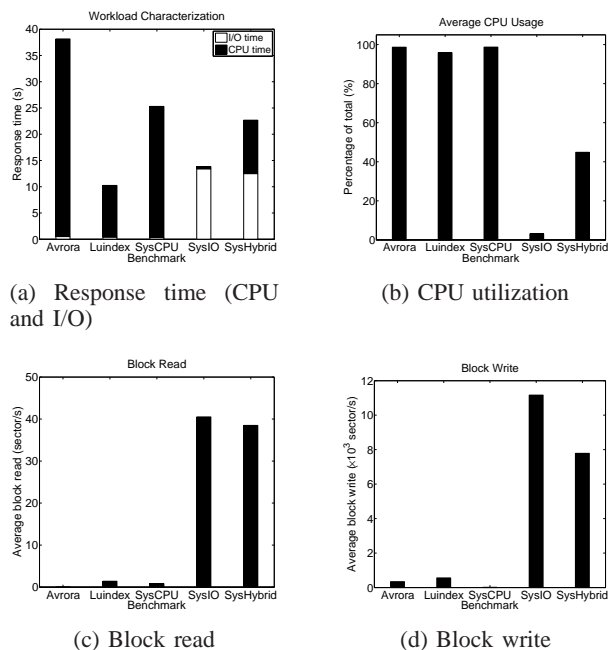 Workload Characterization
I/O time
CPU time
Response time (s)
40
35
30
25
20
15
10
5
0
Avrora Luindex SysCPU SysIO SysHybrid
Benchmark
(a) Response time (CPU
and I/O)
Average CPU Usage
Percentage of total (%)
100
80
60
40
20
0
Avrora Luindex SysCPU SysIO SysHybrid
Benchmark
(b) CPU utilization
Block Read
Average block read (sector/s)
50
40
30
20
10
0
Avrora Luindex SysCPU SysIO SysHybrid
Benchmark
(c) Block read
Block Write
Average block write (×10³ sector/s)
12
10
8
6
4
2
0
Avrora Luindex SysCPU SysIO SysHybrid
Benchmark
(d) Block write